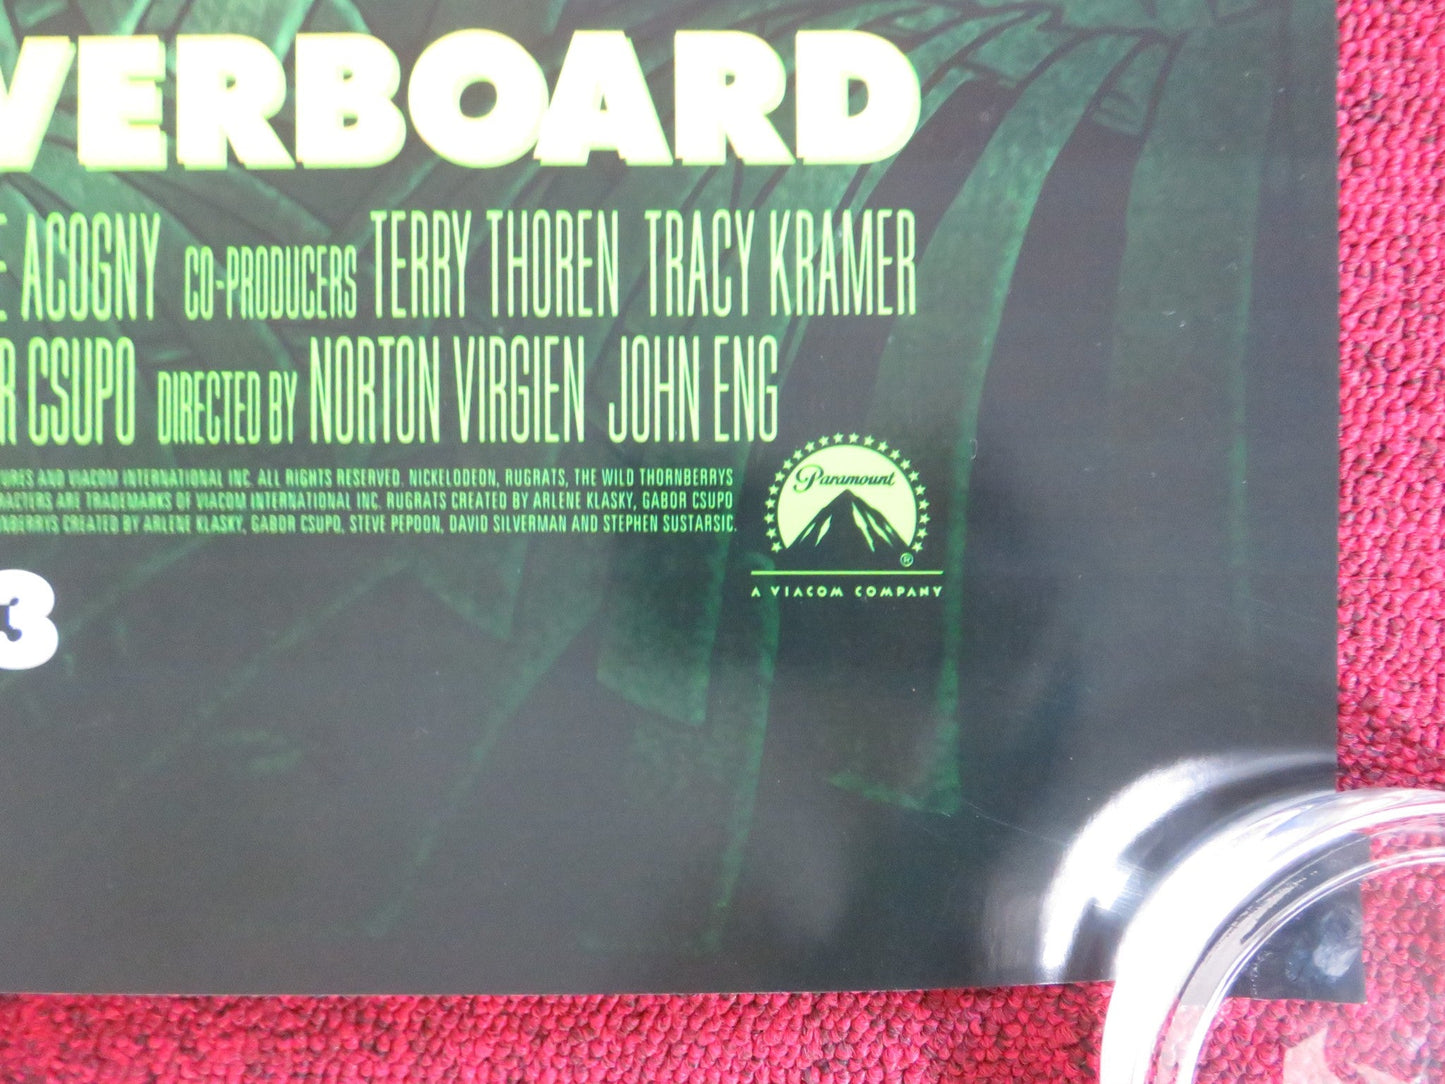 VERBOARD
E ACOGNY CO-PRODUCERS TERRY THOREN TRACY KRAMER
R CSUPO DIRECTED BY NORTON VIRGIEN JOHN ENG
TURES AND VIACOM INTERNATIONAL INC. ALL RIGHTS RESERVED. NICKELODEON, RUGRATS, THE WILD THORNBERRYS
RACTERS ARE TRADEMARKS OF VIACOM INTERNATIONAL INC. RUGRATS CREATED BY ARLENE KLASKY, GABOR CSUPO
RNBERRYS CREATED BY ARLENE KLASKY, GABOR CSUPO, STEVE PEPOON, DAVID SILVERMAN AND STEPHEN SUSTARSIC.
Paramount
®
A VIACOM COMPANY
3